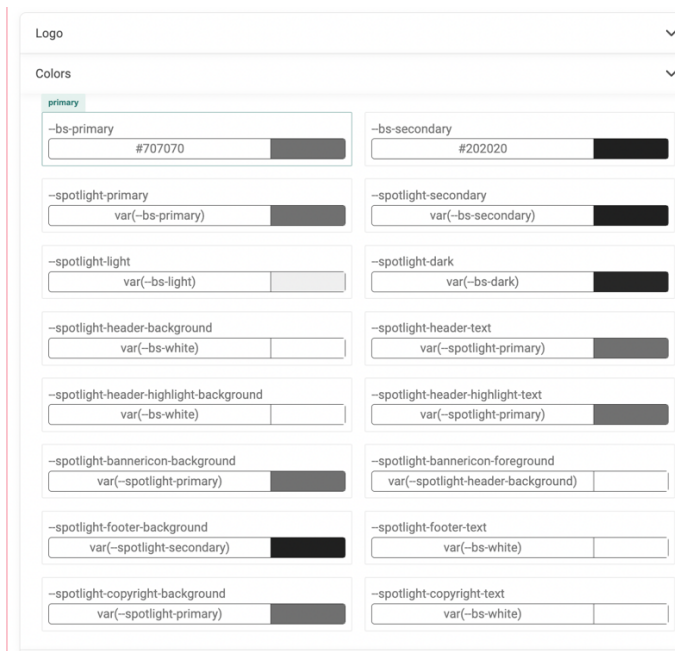 Logo
Colors
primary
--bs-primary
#707070
--bs-secondary
#202020
--spotlight-primary
var(--bs-primary)
--spotlight-secondary
var(--bs-secondary)
--spotlight-light
var(--bs-light)
--spotlight-dark
var(--bs-dark)
--spotlight-header-background
var(--bs-white)
--spotlight-header-text
var(--spotlight-primary)
--spotlight-header-highlight-background
var(--bs-white)
--spotlight-header-highlight-text
var(--spotlight-primary)
--spotlight-bannericon-background
var(--spotlight-primary)
--spotlight-bannericon-foreground
var(--spotlight-header-background)
--spotlight-footer-background
var(--spotlight-secondary)
--spotlight-footer-text
var(--bs-white)
--spotlight-copyright-background
var(--spotlight-primary)
--spotlight-copyright-text
var(--bs-white)